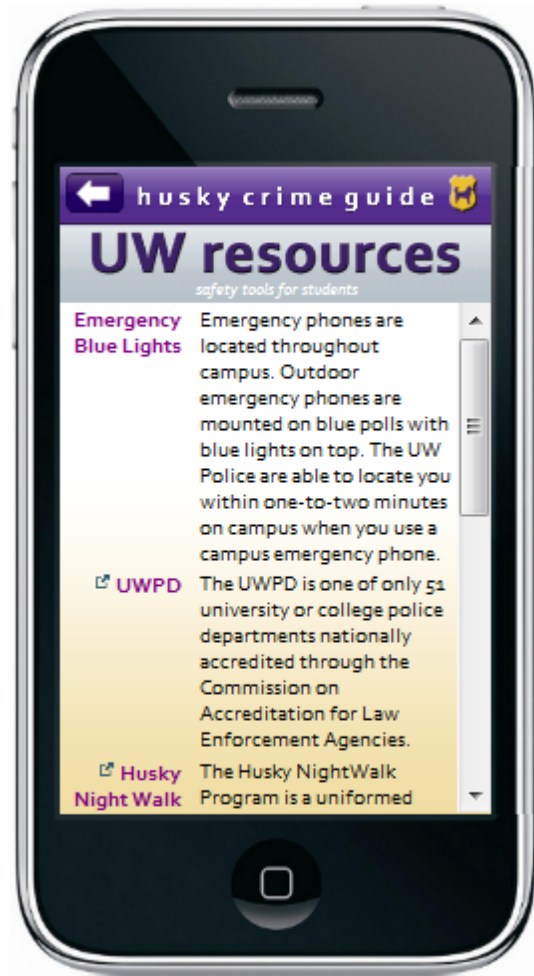 husky crime guide
UW resources
safety tools for students
Emergency
Blue Lights
Emergency phones are
located throughout
campus. Outdoor
emergency phones are
mounted on blue polls with
blue lights on top. The UW
Police are able to locate you
within one-to-two minutes
on campus when you use a
campus emergency phone.
UWPD
The UWPD is one of only 51
university or college police
departments nationally
accredited through the
Commission on
Accreditation for Law
Enforcement Agencies.
Husky
Night Walk
The Husky NightWalk
Program is a uniformed